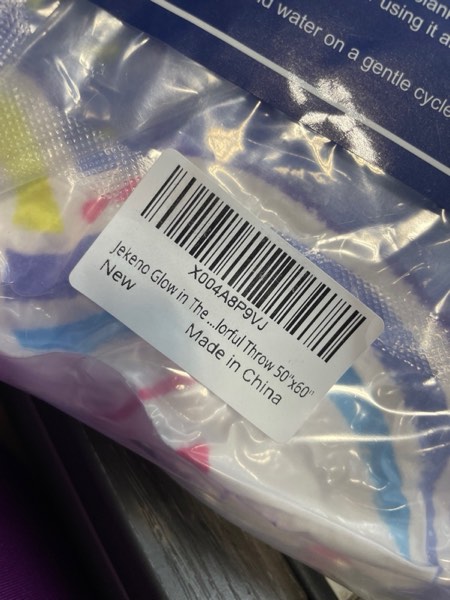 using it a
d water on a gentle cycle
X004A8P9VJ
Jekeno Glow in The ...lorful Throw 50"x60"
New
Made in China